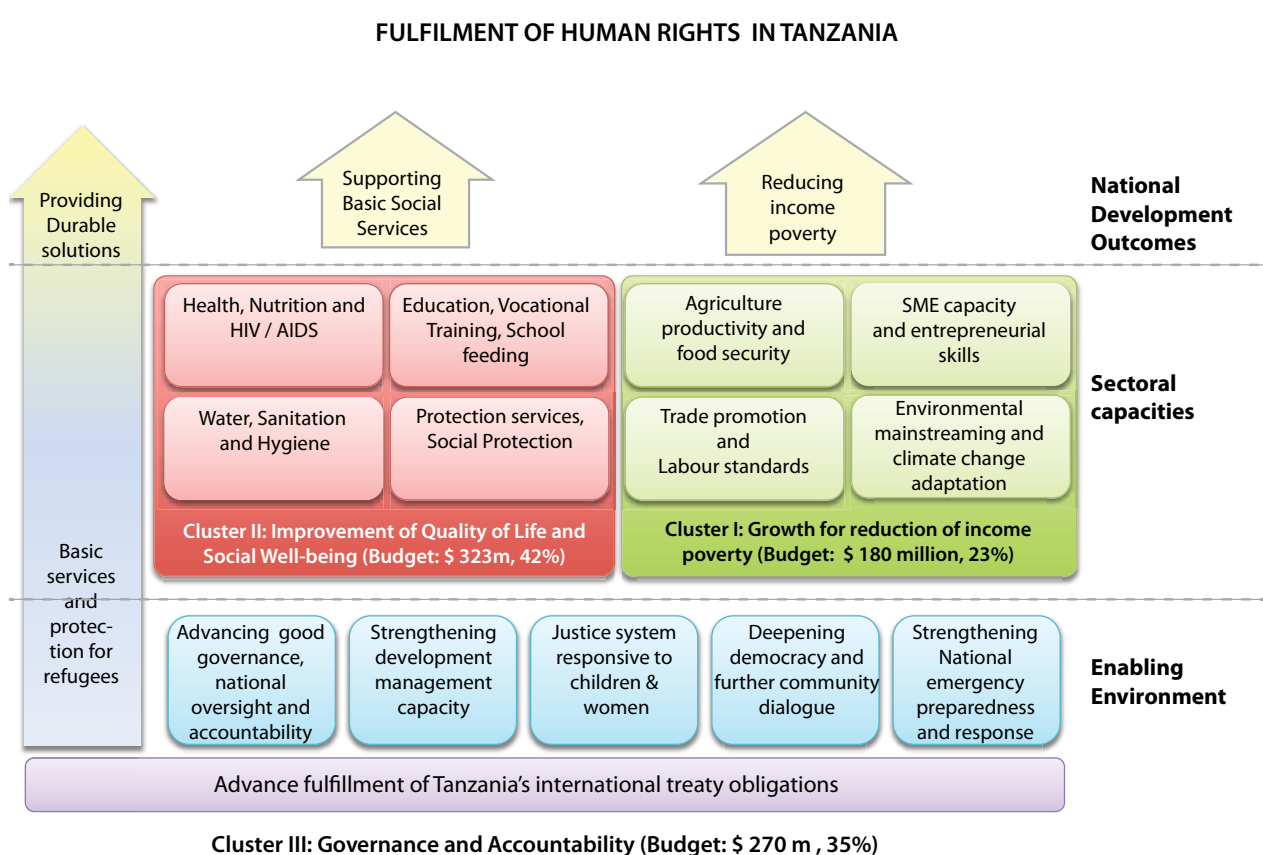 FULFILMENT OF HUMAN RIGHTS IN TANZANIA
Providing
Durable
solutions
Supporting
Basic Social
Services
Reducing
income
poverty
National
Development
Outcomes
Health, Nutrition and
HIV / AIDS
Education, Vocational
Training, School
feeding
Agriculture
productivity and
food security
SME capacity
and entrepreneurial
skills
Sectoral
capacities
Water, Sanitation
and Hygiene
Protection services,
Social Protection
Trade promotion
and
Labour standards
Environmental
mainstreaming and
climate change
adaptation
Cluster II: Improvement of Quality of Life and
Social Well-being (Budget: $ 323m, 42%)
Cluster I: Growth for reduction of income
poverty (Budget: $ 180 million, 23%)
Basic
services
and
protec-
tion for
refugees
Advancing good
governance,
national
oversight and
accountability
Strengthening
development
management
capacity
Justice system
responsive to
children &
women
Deepening
democracy and
further community
dialogue
Strengthening
National
emergency
preparedness
and response
Enabling
Environment
Advance fulfillment of Tanzania's international treaty obligations
Cluster III: Governance and Accountability (Budget: $ 270 m , 35%)